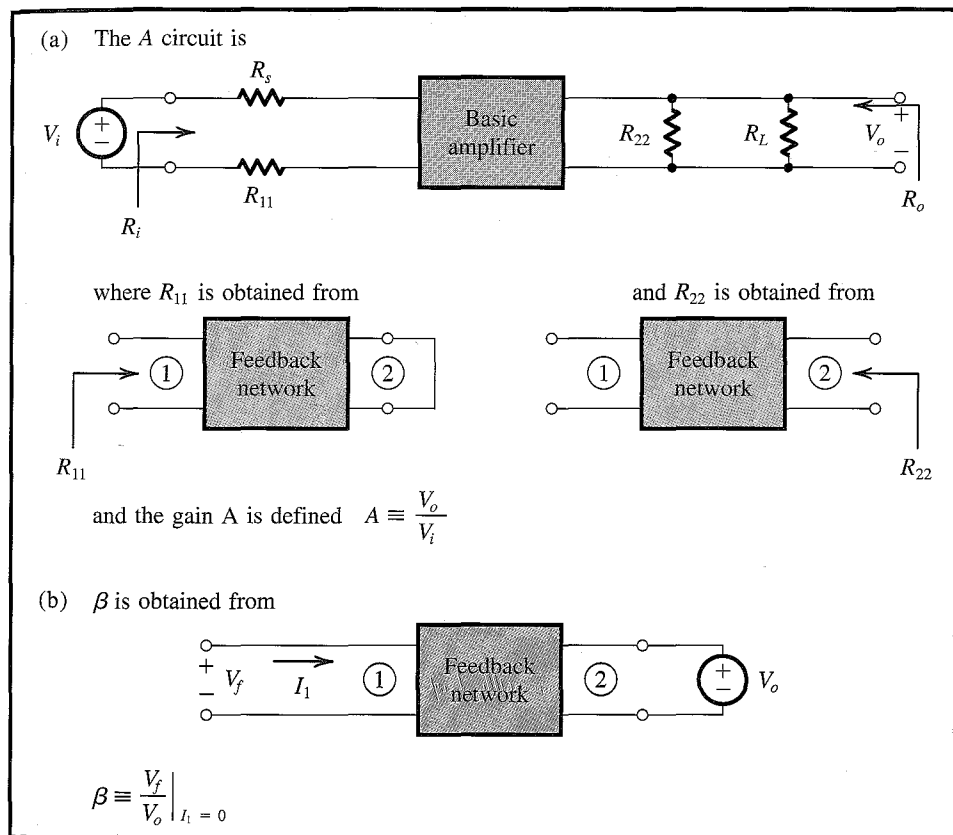 (a) The A circuit is
R_s
V_i
+
−
Basic
amplifier
R_22
R_L
V_o
+
−
R_11
R_i
R_o
where R_11 is obtained from
and R_22 is obtained from
1
Feedback
network
2
1
Feedback
network
2
R_11
R_22
and the gain A is defined A ≡ V_o / V_i
(b) β is obtained from
+
V_f
−
I_1
1
Feedback
network
2
+
−
V_o
β ≡ V_f / V_o |_{I_1 = 0}